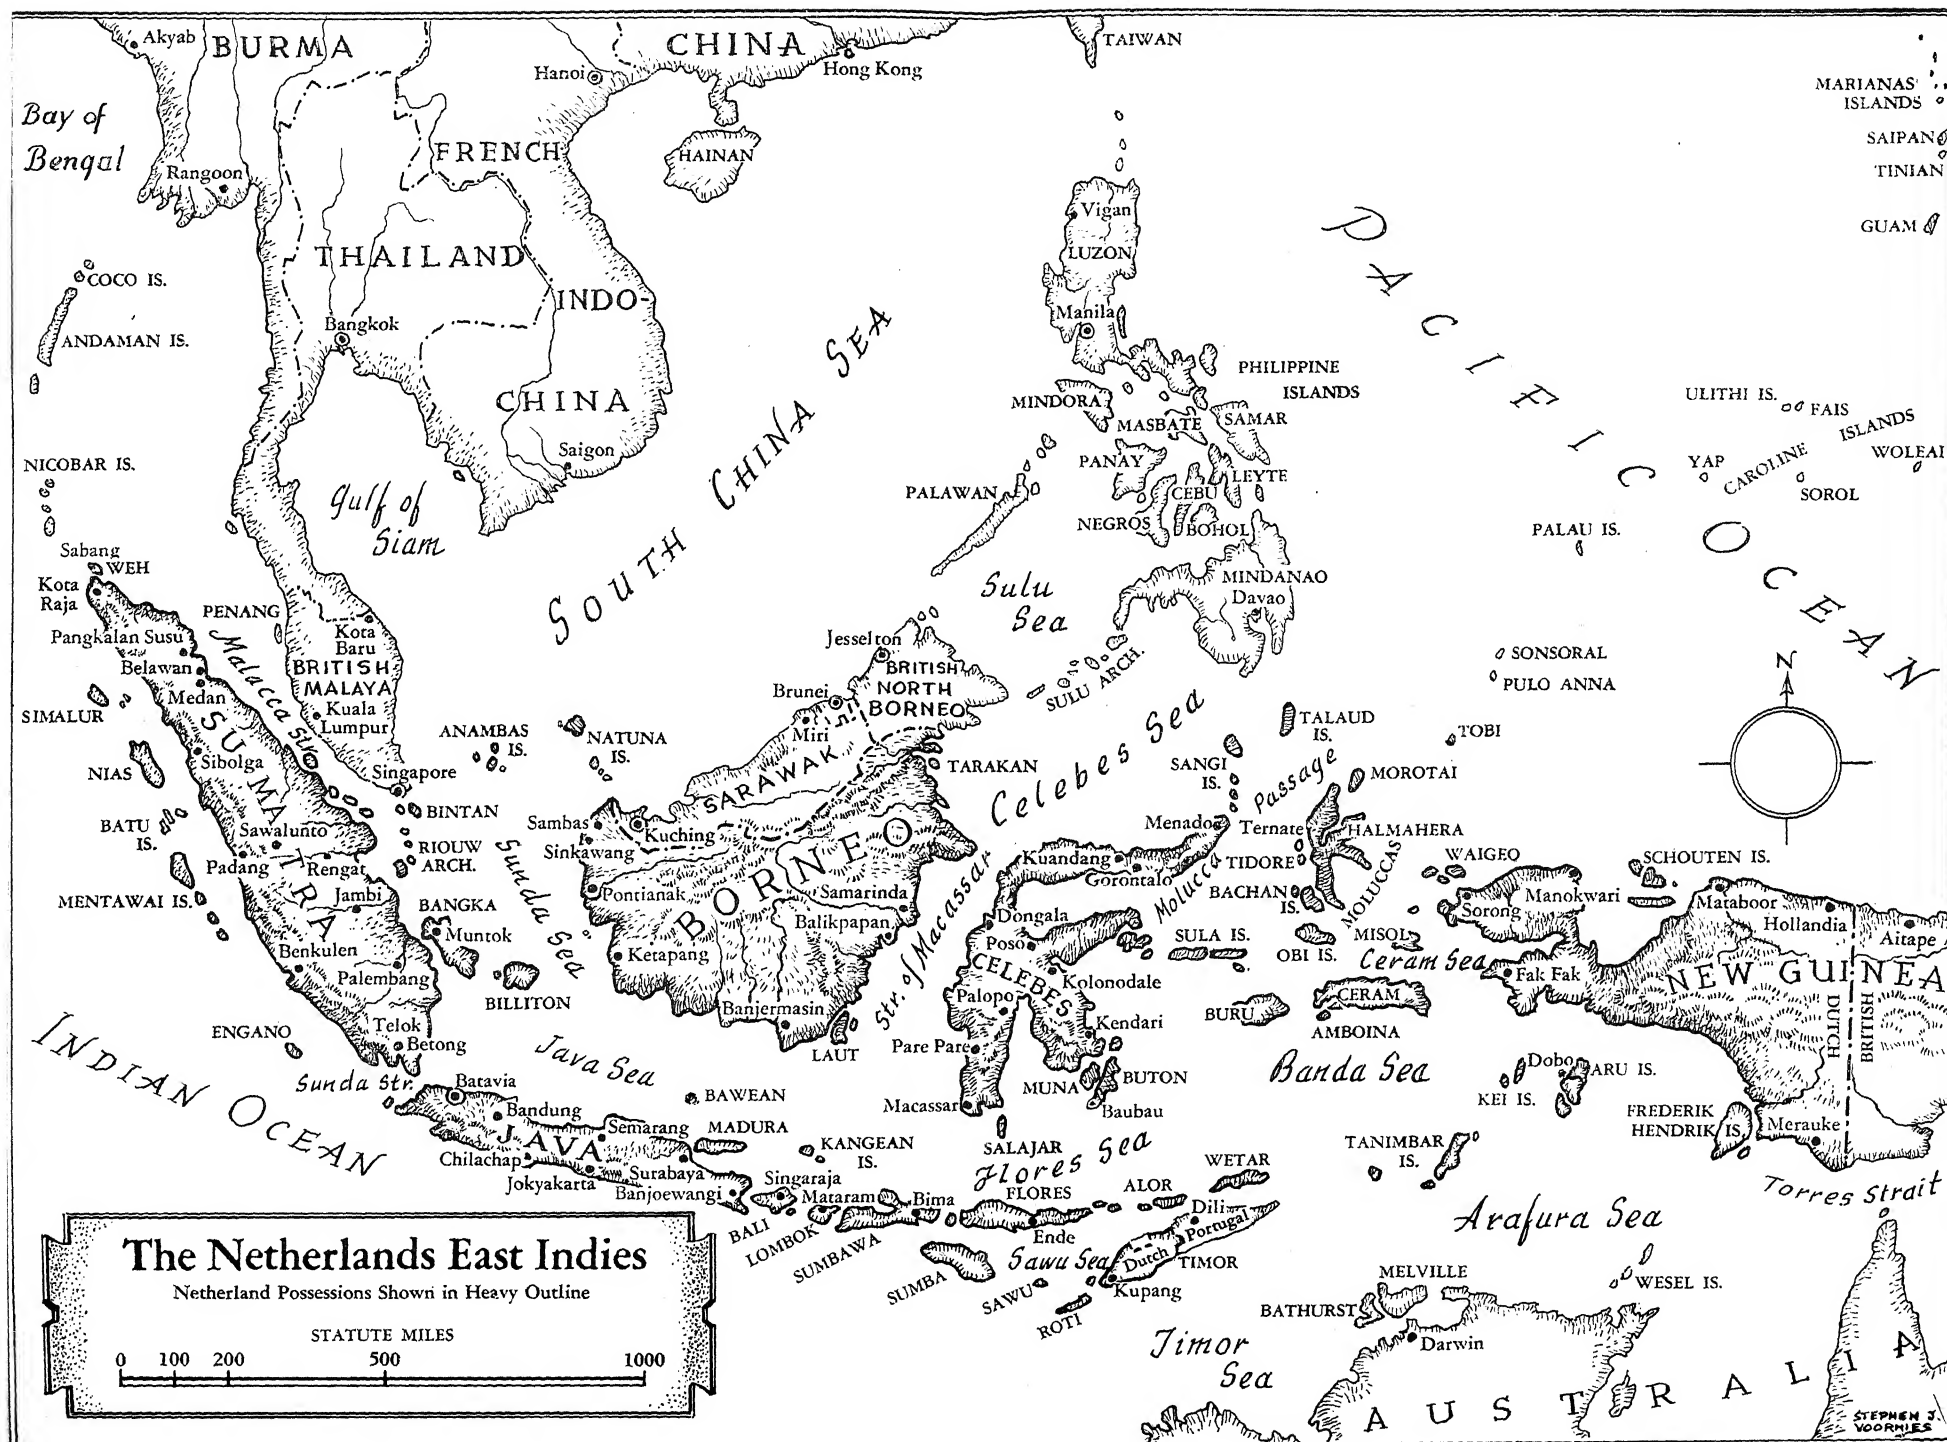 Akyab
BURMA
CHINA
TAIWAN
Hanoi
Hong Kong
MARIANAS
ISLANDS
Bay of
Bengal
SAIPAN
TINIAN
FRENCH
HAINAN
Rangoon
Vigan
LUZON
GUAM
THAILAND
COCO IS.
INDO-
Bangkok
Manila
ANDAMAN IS.
SOUTH CHINA SEA
PACIFIC OCEAN
PHILIPPINE
ISLANDS
CHINA
MINDORA
MASBATE
SAMAR
ULITHI IS.
FAIS
CAROLINE ISLANDS
WOLEAI
Saigon
NICOBAR IS.
PANAY
LEYTE
YAP
SOROL
Gulf of
Siam
PALAWAN
CEBU
NEGROS
BOHOL
PALAU IS.
Sabang
WEH
Kota
Raja
Sulu
Sea
MINDANAO
Davao
PENANG
Pangkalan Susu
Kota
Baru
Jesselton
Malacca Str.
Belawan
BRITISH
MALAYA
BRITISH
NORTH
BORNEO
SULU ARCH.
SONSORAL
PULO ANNA
N
Medan
Kuala
Lumpur
Brunei
Miri
SIMALUR
ANAMBAS
IS.
NATUNA
IS.
Celebes Sea
TALAUD
IS.
TOBI
SUMATRA
Sibolga
NIAS
Singapore
SARAWAK
TARAKAN
SANGI
IS.
Passage
MOROTAI
BATU
IS.
BINTAN
Sambas
Kuching
Menado
Ternate
HALMAHERA
Sawalunto
RIOUW
ARCH.
Sinkawang
BORNEO
Kuandang
TIDORE
WAIGEO
SCHOUTEN IS.
Padang
Rengat
Sunda Sea
Gorontalo
Molucca
BACHAN
IS.
MOLUCCAS
Jambi
Pontianak
Samarinda
Manokwari
Mataboor
MENTAWAI IS.
BANGKA
Sorong
Hollandia
Aitape
Muntok
Balikpapan
Str. of Macassar
Dongala
Poso
SULA IS.
OBI IS.
MISOL
Ceram Sea
Benkulen
Palembang
Ketapang
CELEBES
Kolonodale
Fak Fak
NEW GUINEA
BILLITON
Banjermasin
Palopo
BURU
CERAM
AMBOINA
DUTCH
BRITISH
ENGANO
Telok
Betong
LAUT
Pare Pare
Kendari
INDIAN OCEAN
Java Sea
Banda Sea
Dobo
ARU IS.
Sunda Str.
Batavia
MUNA
BUTON
KEI IS.
BAWEAN
Macassar
Baubau
FREDERIK
HENDRIK IS.
Merauke
Bandung
Semarang
MADURA
JAVA
KANGEAN
IS.
SALAJAR
Flores Sea
TANIMBAR
IS.
Chilachap
Surabaya
WETAR
Jokyakarta
Banjoewangi
Singaraja
Mataram
Bima
FLORES
ALOR
Torres Strait
BALI
LOMBOK
SUMBAWA
Ende
Dili
Portugal
Arafura Sea
The Netherlands East Indies
Netherland Possessions Shown in Heavy Outline
SUMBA
Sawu Sea
Dutch
TIMOR
SAWU
Kupang
ROTI
MELVILLE
BATHURST
WESEL IS.
Timor
Sea
Darwin
STATUTE MILES
0 100 200 500 1000
AUSTRALIA
STEPHEN J.
VOORHIES